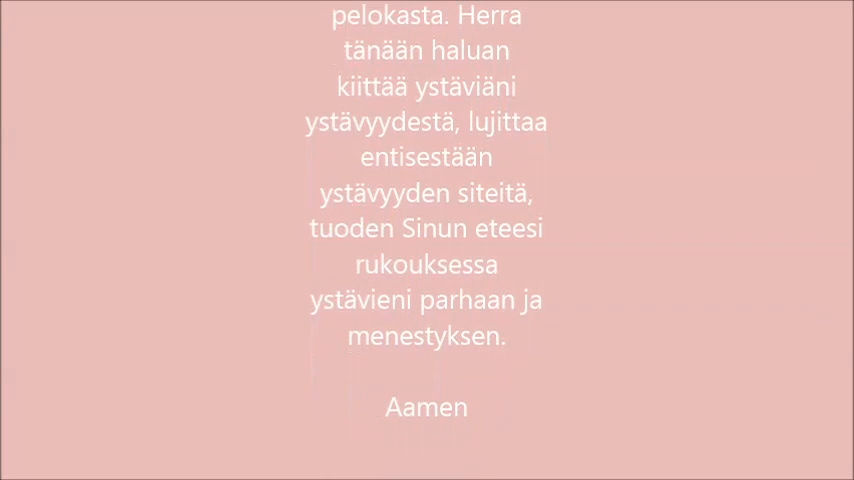 pelokasta. Herra
tänään haluan
kiittää ystäviäni
ystävyydestä, lujittaa
entisestään
ystävyyden siteitä,
tuoden Sinun eteesi
rukouksessa
ystävieni parhaan ja
menestyksen.
Aamen